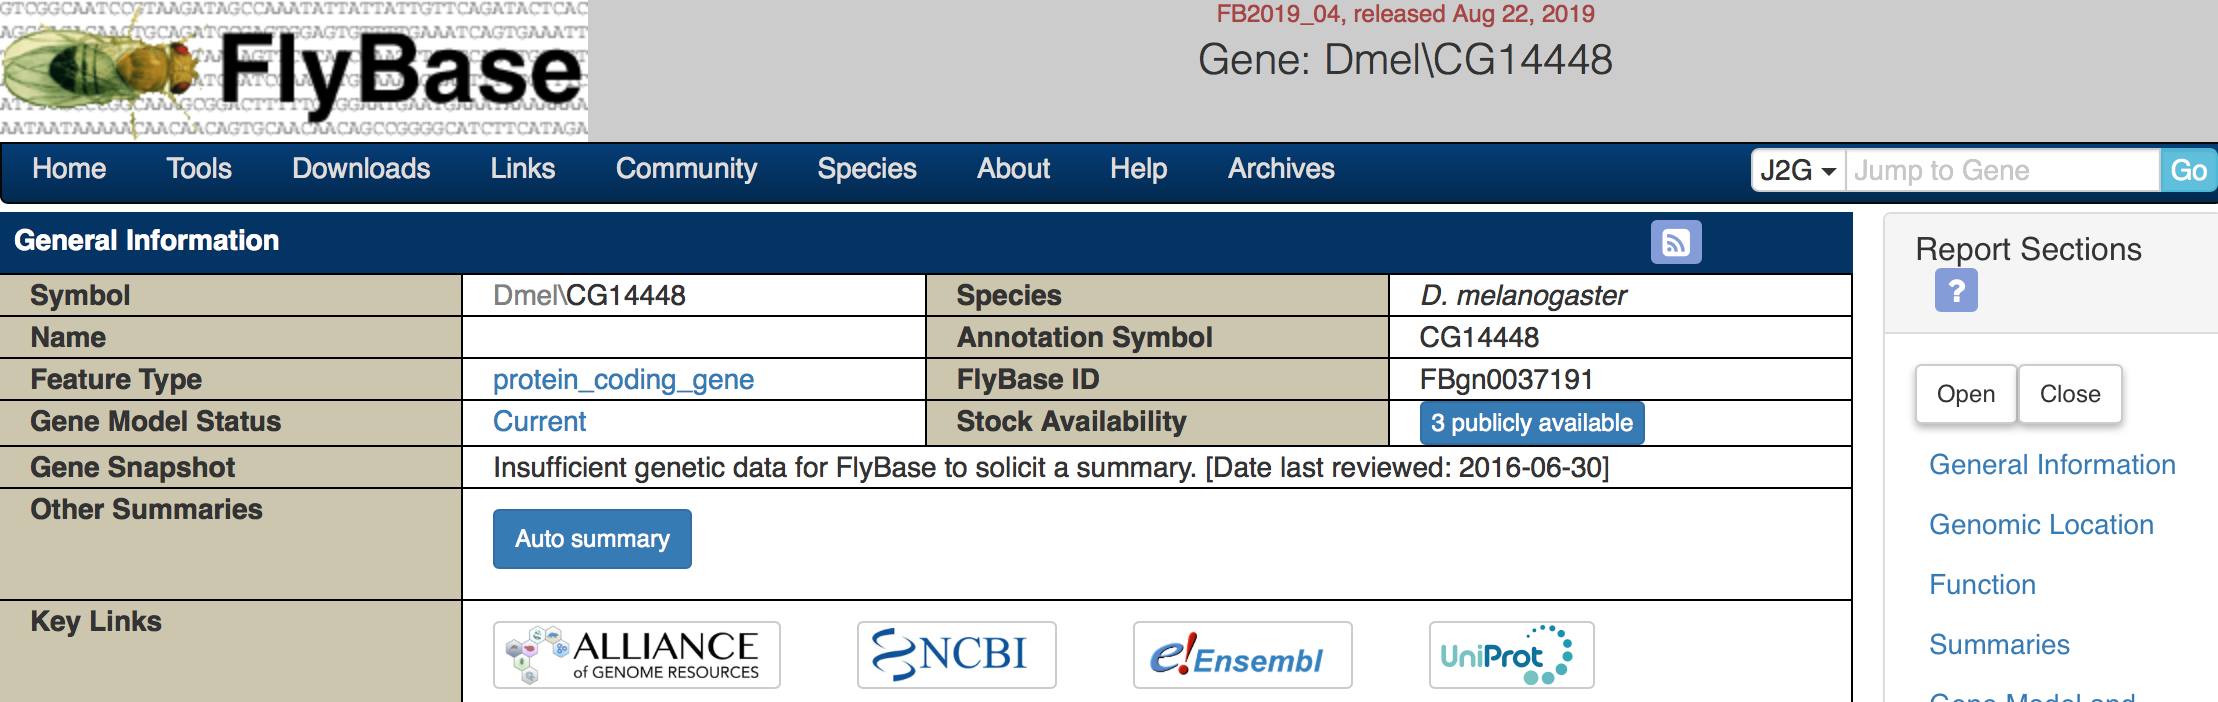 FlyBase
FB2019_04, released Aug 22, 2019
Gene: Dmel\CG14448
Home Tools Downloads Links Community Species About Help Archives J2G Jump to Gene Go
General Information
Symbol Dmel\CG14448 Species D. melanogaster
Name Annotation Symbol CG14448
Feature Type protein_coding_gene FlyBase ID FBgn0037191
Gene Model Status Current Stock Availability 3 publicly available
Gene Snapshot Insufficient genetic data for FlyBase to solicit a summary. [Date last reviewed: 2016-06-30]
Other Summaries
Auto summary
Key Links
ALLIANCE
of GENOME RESOURCES
NCBI
e!Ensembl
UniProt
Report Sections
?
Open Close
General Information
Genomic Location
Function
Summaries
Gene Model and